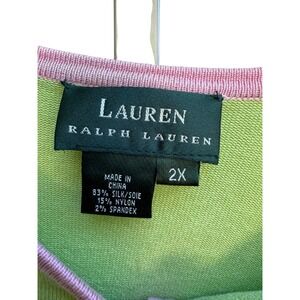 LAUREN
RALPH LAUREN
2X
MADE IN
CHINA
83% SILK/SOIE
15% NYLON
2% SPANDEX